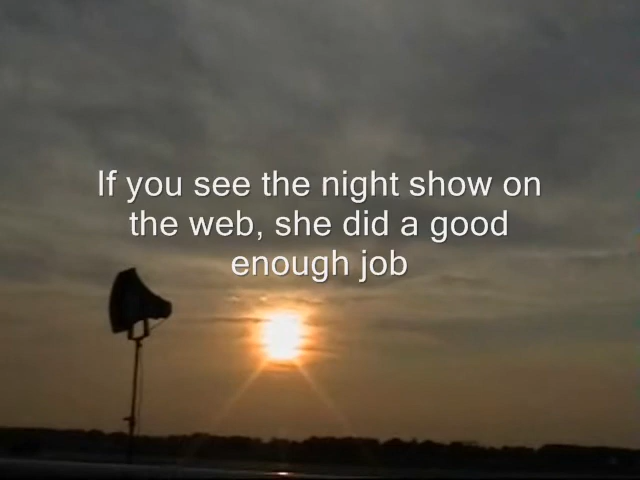 If you see the night show on
the web, she did a good
enough job